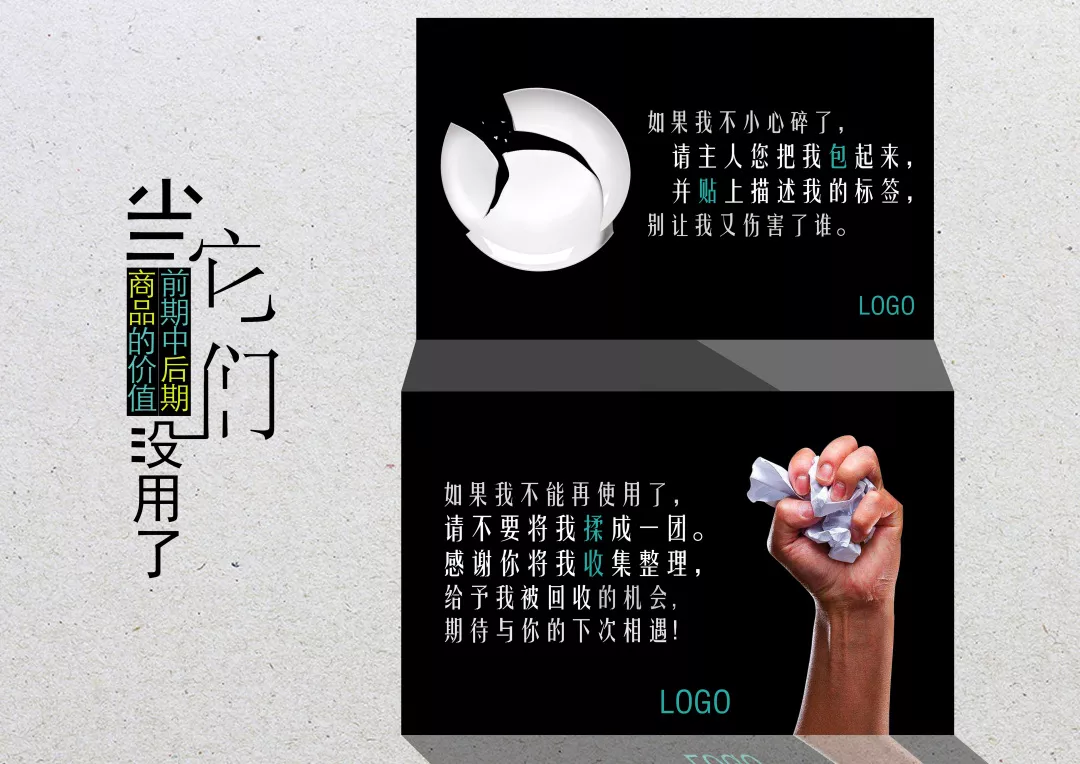 当它们
商品的价值
前期中后期
没用了
如果我不小心碎了，
请主人您把我包起来，
并贴上描述我的标签，
别让我又伤害了谁。
LOGO
如果我不能再使用了，
请不要将我揉成一团。
感谢你将我收集整理，
给予我被回收的机会，
期待与你的下次相遇！
LOGO